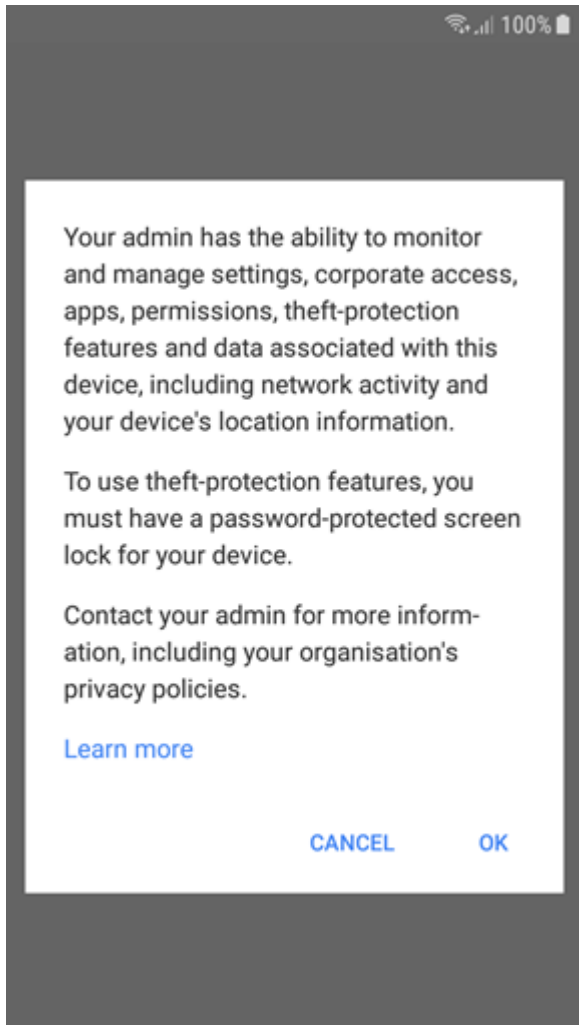 100%
Your admin has the ability to monitor
and manage settings, corporate access,
apps, permissions, theft-protection
features and data associated with this
device, including network activity and
your device's location information.
To use theft-protection features, you
must have a password-protected screen
lock for your device.
Contact your admin for more inform-
ation, including your organisation's
privacy policies.
Learn more
CANCEL OK